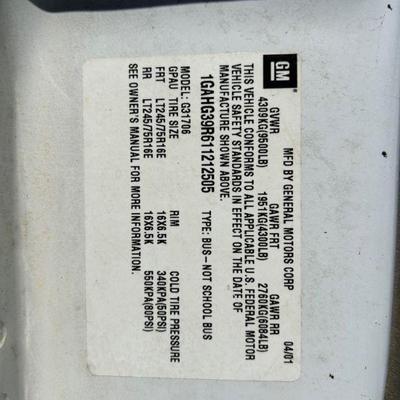 GM
MFD BY GENERAL MOTORS CORP 04/01
GVWR GAWR FRT GAWR RR
4309KG(9500LB) 1951KG(4300LB) 2760KG(6084LB)
THIS VEHICLE CONFORMS TO ALL APPLICABLE U.S. FEDERAL MOTOR
VEHICLE SAFETY STANDARDS IN EFFECT ON THE DATE OF
MANUFACTURE SHOWN ABOVE.
1GAHG39R611212505 TYPE: BUS-NOT SCHOOL BUS
MODEL: G31706
GPAU TIRE SIZE RIM COLD TIRE PRESSURE
FRT LT245/75R16E 16X6.5K 340KPA(50PSI)
RR LT245/75R16E 16X6.5K 550KPA(80PSI)
SEE OWNER'S MANUAL FOR MORE INFORMATION.